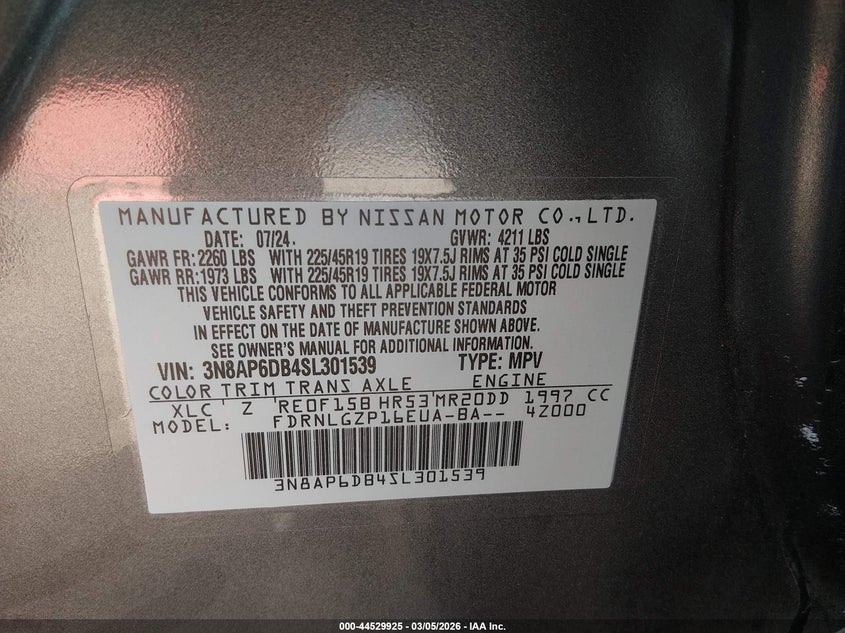 MANUFACTURED BY NISSAN MOTOR CO.,LTD.
DATE: 07/24. GVWR: 4211 LBS
GAWR FR: 2260 LBS WITH 225/45R19 TIRES 19X7.5J RIMS AT 35 PSI COLD SINGLE
GAWR RR: 1973 LBS WITH 225/45R19 TIRES 19X7.5J RIMS AT 35 PSI COLD SINGLE
THIS VEHICLE CONFORMS TO ALL APPLICABLE FEDERAL MOTOR
VEHICLE SAFETY AND THEFT PREVENTION STANDARDS
IN EFFECT ON THE DATE OF MANUFACTURE SHOWN ABOVE.
SEE OWNER'S MANUAL FOR ADDITIONAL INFORMATION.
VIN: 3N8AP6DB4SL301539 TYPE: MPV
COLOR TRIM TRANS AXLE ENGINE
XLC Z RE0F15B HR53 MR20DD 1997 CC
MODEL: FDRNLGZP16EUA-BA-- 4Z000
3N8AP6DB4SL301539
000-44529925 - 03/05/2026 - IAA Inc.